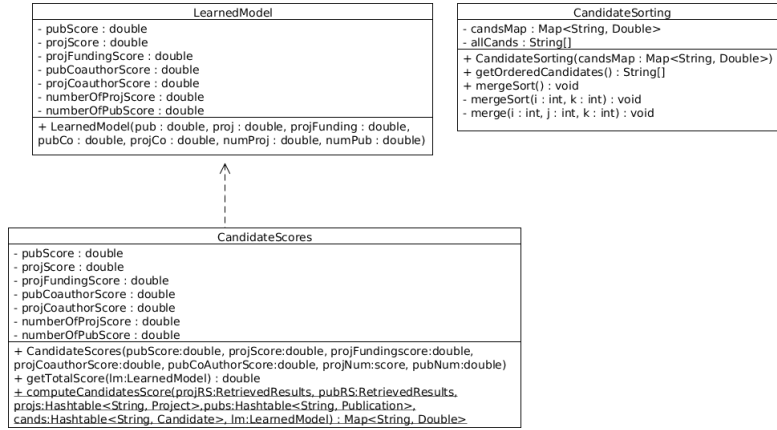 LearnedModel
- pubScore : double
- projScore : double
- projFundingScore : double
- pubCoauthorScore : double
- projCoauthorScore : double
- numberOfProjScore : double
- numberOfPubScore : double
+ LearnedModel(pub : double, proj : double, projFunding : double,
pubCo : double, projCo : double, numProj : double, numPub : double)
CandidateSorting
- candsMap : Map<String, Double>
- allCands : String[]
+ CandidateSorting(candsMap : Map<String, Double>)
+ getOrderedCandidates() : String[]
+ mergeSort() : void
- mergeSort(i : int, k : int) : void
- merge(i : int, j : int, k : int) : void
CandidateScores
- pubScore : double
- projScore : double
- projFundingScore : double
- pubCoauthorScore : double
- projCoauthorScore : double
- numberOfProjScore : double
- numberOfPubScore : double
+ CandidateScores(pubScore:double, projScore:double, projFundingscore:double,
projCoauthorScore:double, pubCoAuthorScore:double, projNum:score, pubNum:double)
+ getTotalScore(lm:LearnedModel) : double
+ computeCandidatesScore(projRS:RetrievedResults, pubRS:RetrievedResults,
projs:Hashtable<String, Project>,pubs:Hashtable<String, Publication>,
cands:Hashtable<String, Candidate>, lm:LearnedModel) : Map<String, Double>